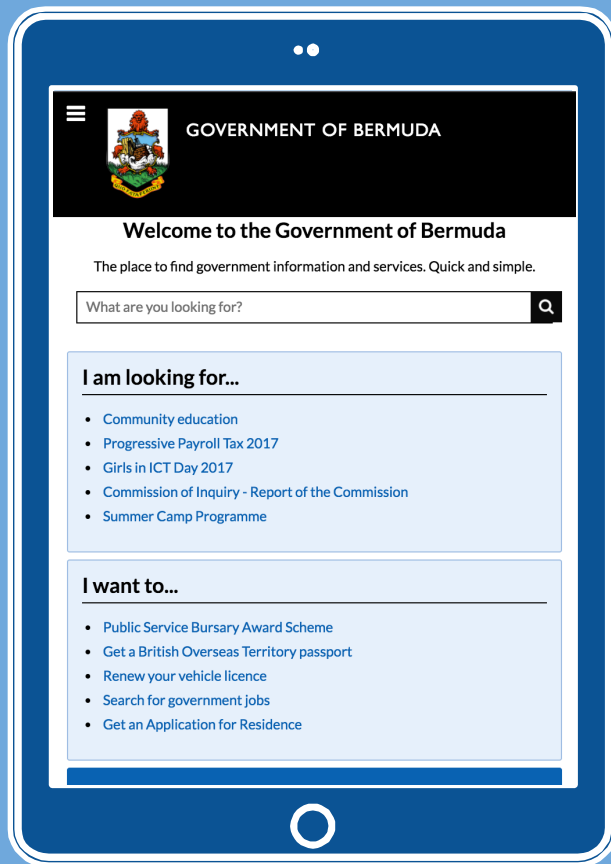 GOVERNMENT OF BERMUDA
Welcome to the Government of Bermuda
The place to find government information and services. Quick and simple.
What are you looking for?
I am looking for...
Community education
Progressive Payroll Tax 2017
Girls in ICT Day 2017
Commission of Inquiry - Report of the Commission
Summer Camp Programme
I want to...
Public Service Bursary Award Scheme
Get a British Overseas Territory passport
Renew your vehicle licence
Search for government jobs
Get an Application for Residence